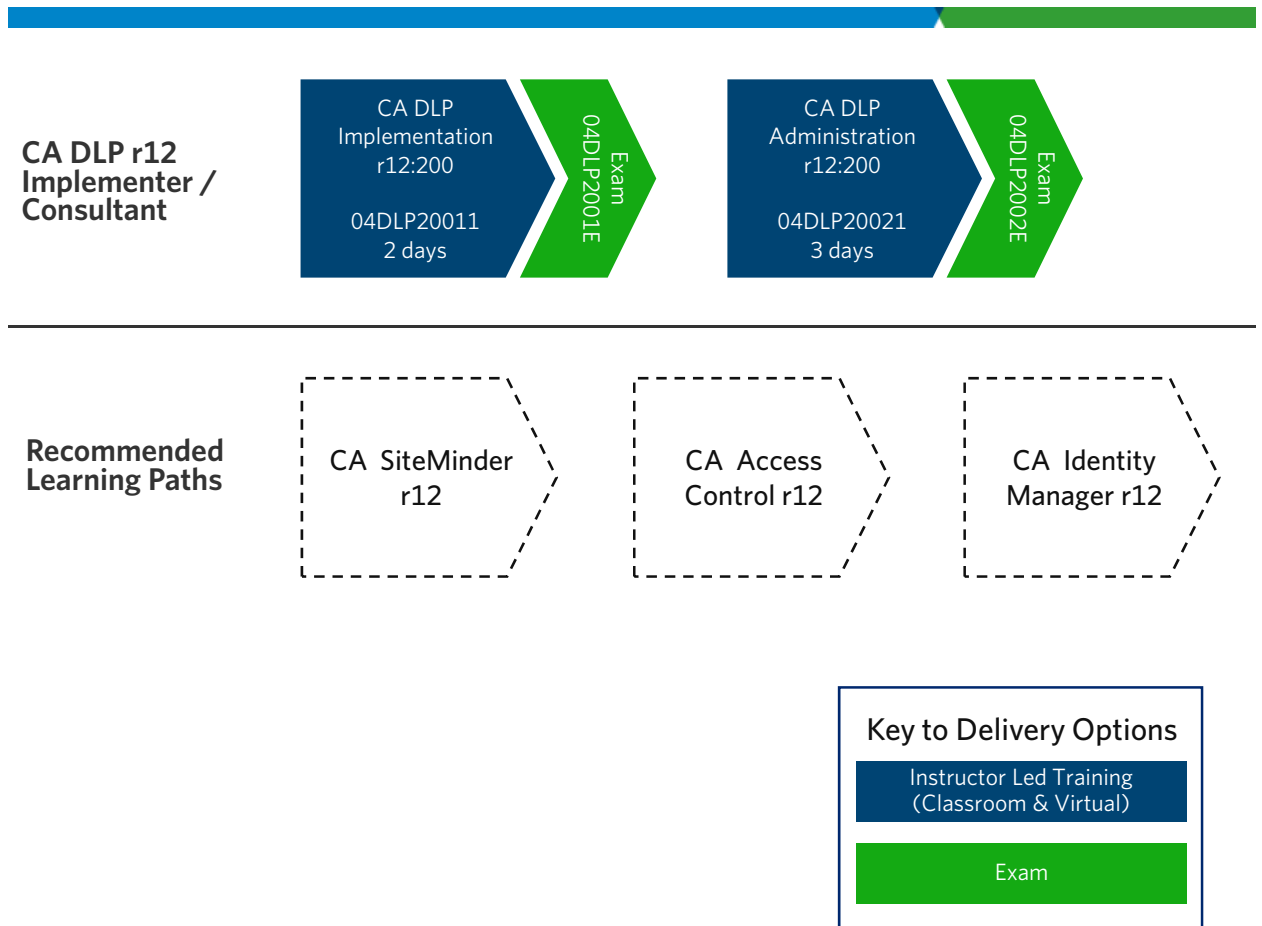 CA DLP r12
Implementer /
Consultant
CA DLP
Implementation
r12:200
04DLP20011
2 days
Exam
04DLP2001E
CA DLP
Administration
r12:200
04DLP20021
3 days
Exam
04DLP2002E
Recommended
Learning Paths
CA SiteMinder
r12
CA Access
Control r12
CA Identity
Manager r12
Key to Delivery Options
Instructor Led Training
(Classroom & Virtual)
Exam